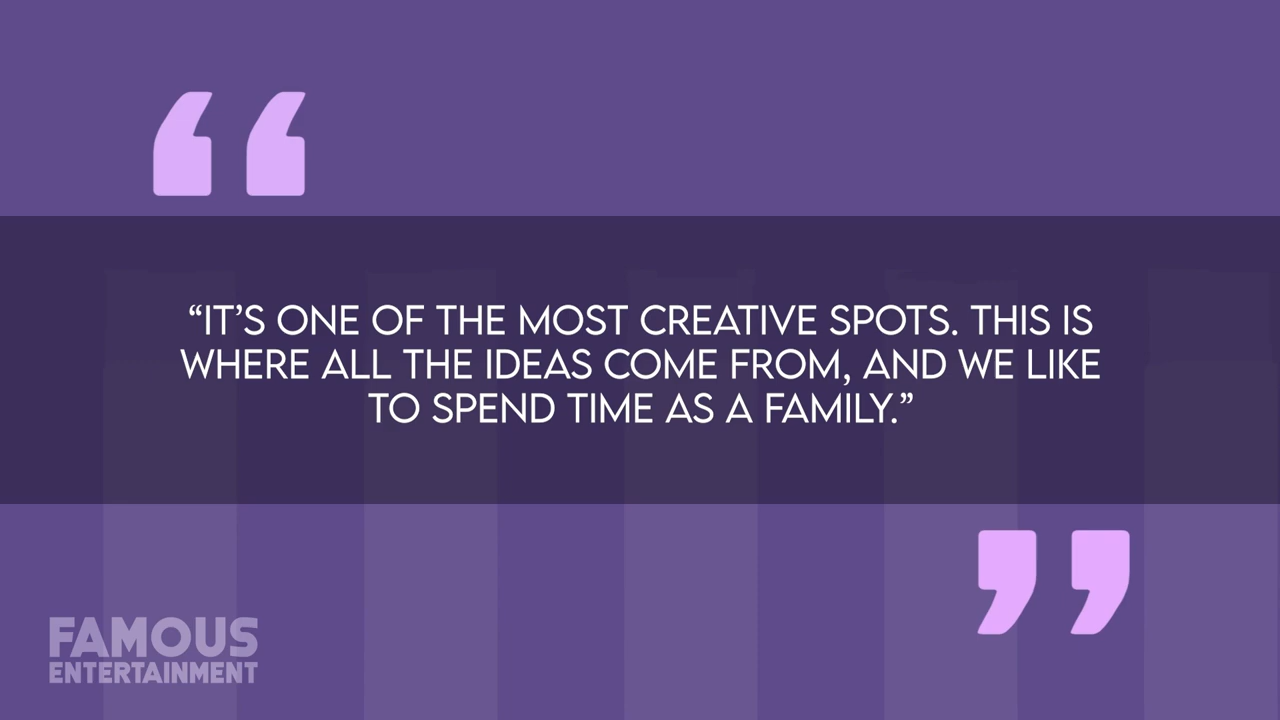 “IT’S ONE OF THE MOST CREATIVE SPOTS. THIS IS
WHERE ALL THE IDEAS COME FROM, AND WE LIKE
TO SPEND TIME AS A FAMILY.”
FAMOUS
ENTERTAINMENT